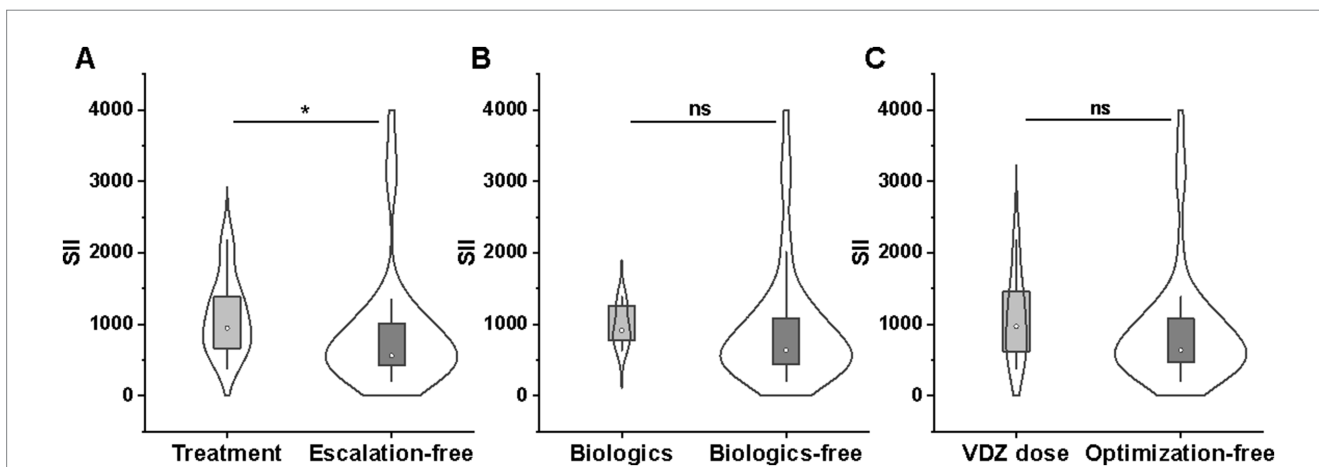 A
SII
4000
3000
2000
1000
0
*
Treatment Escalation-free
B
SII
4000
3000
2000
1000
0
ns
Biologics Biologics-free
C
SII
4000
3000
2000
1000
0
ns
VDZ dose Optimization-free